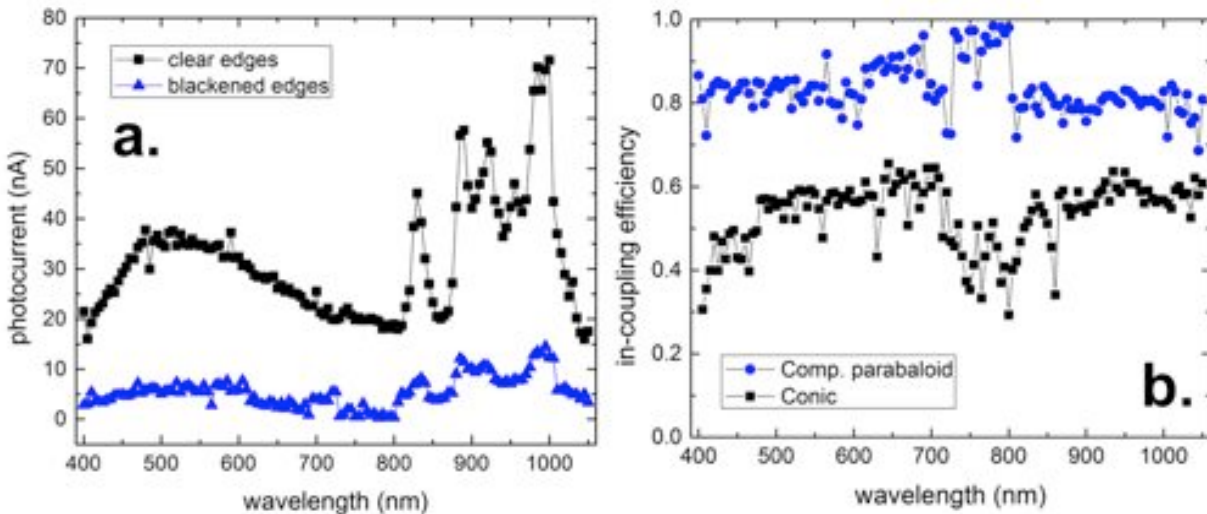 80
70
60
50
40
30
20
10
0
photocurrent (nA)
clear edges
blackened edges
a.
400 500 600 700 800 900 1000
wavelength (nm)
1.0
0.8
0.6
0.4
0.2
0.0
in-coupling efficiency
Comp. parabaloid
Conic
b.
400 500 600 700 800 900 1000
wavelength (nm)